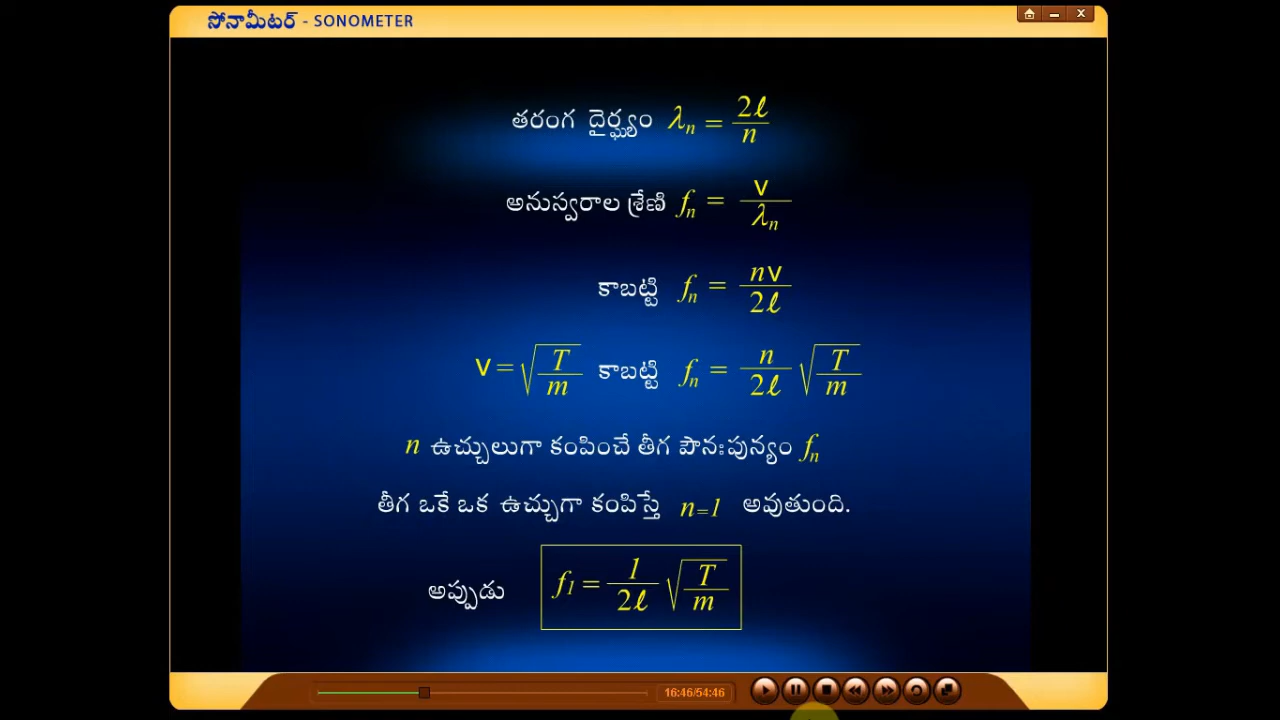 సోనామీటర్ - SONOMETER
తరంగ దైర్ఘ్యం λₙ = 2ℓ/n
అనుస్వరాల శ్రేణి fₙ = v/λₙ
కాబట్టి fₙ = nv/2ℓ
v = √(T/m) కాబట్టి fₙ = n/2ℓ √(T/m)
n ఉచ్చులుగా కంపించే తీగ పౌనఃపున్యం fₙ
తీగ ఒకే ఒక ఉచ్చుగా కంపిస్తే n=1 అవుతుంది.
అప్పుడు f₁ = 1/2ℓ √(T/m)
16:46/54:46